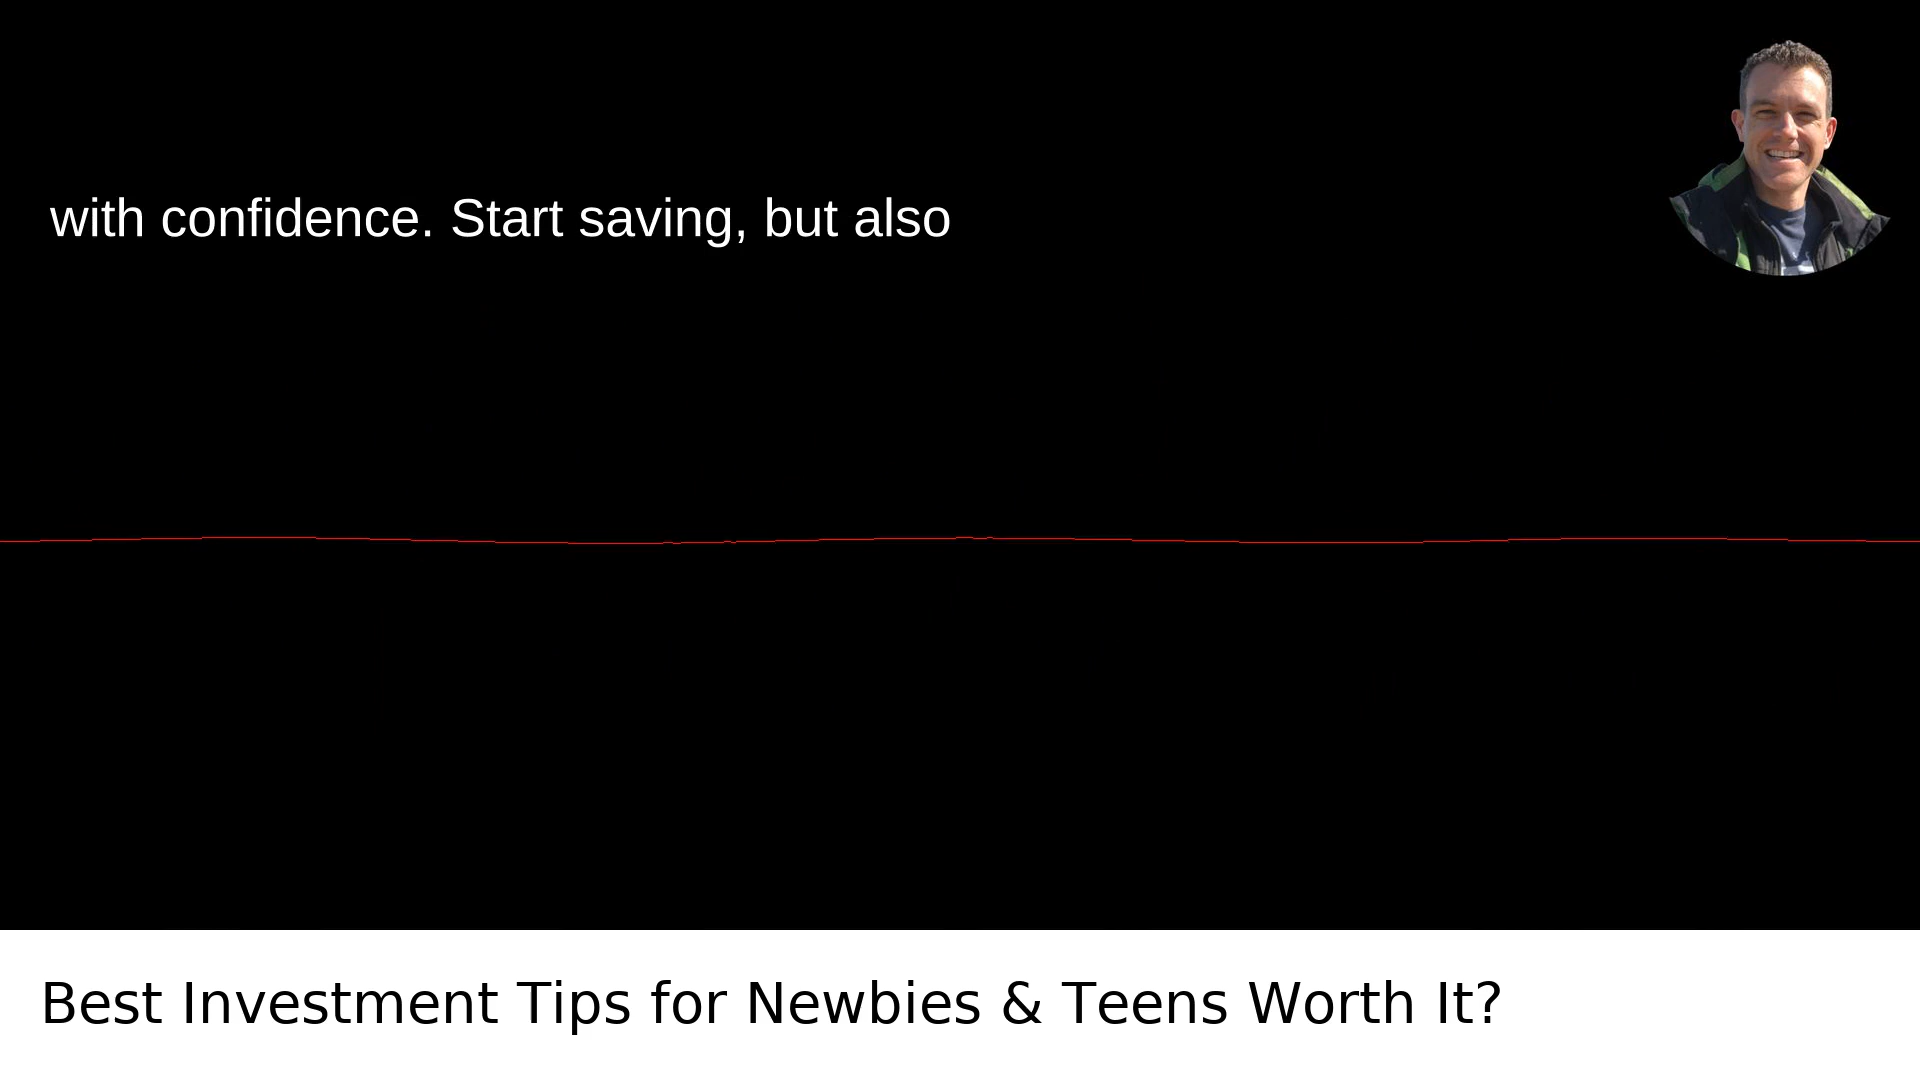 with confidence. Start saving, but also
Best Investment Tips for Newbies & Teens Worth It?